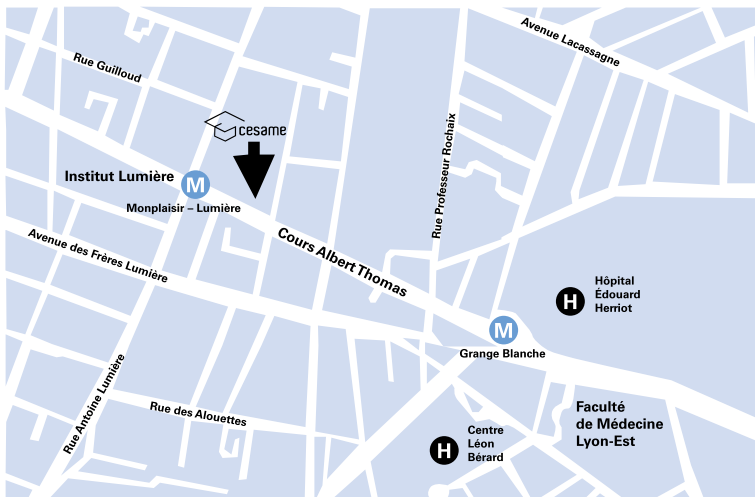 Avenue Lacassagne
Rue Guilloud
cesame
Rue Professeur Rochaix
Institut Lumière
M
Monplaisir – Lumière
Avenue des Frères Lumière
Cours Albert Thomas
H
Hôpital
Édouard
Herriot
M
Grange Blanche
Rue Antoine Lumière
Rue des Alouettes
Faculté
de Médecine
Lyon-Est
H
Centre
Léon
Bérard